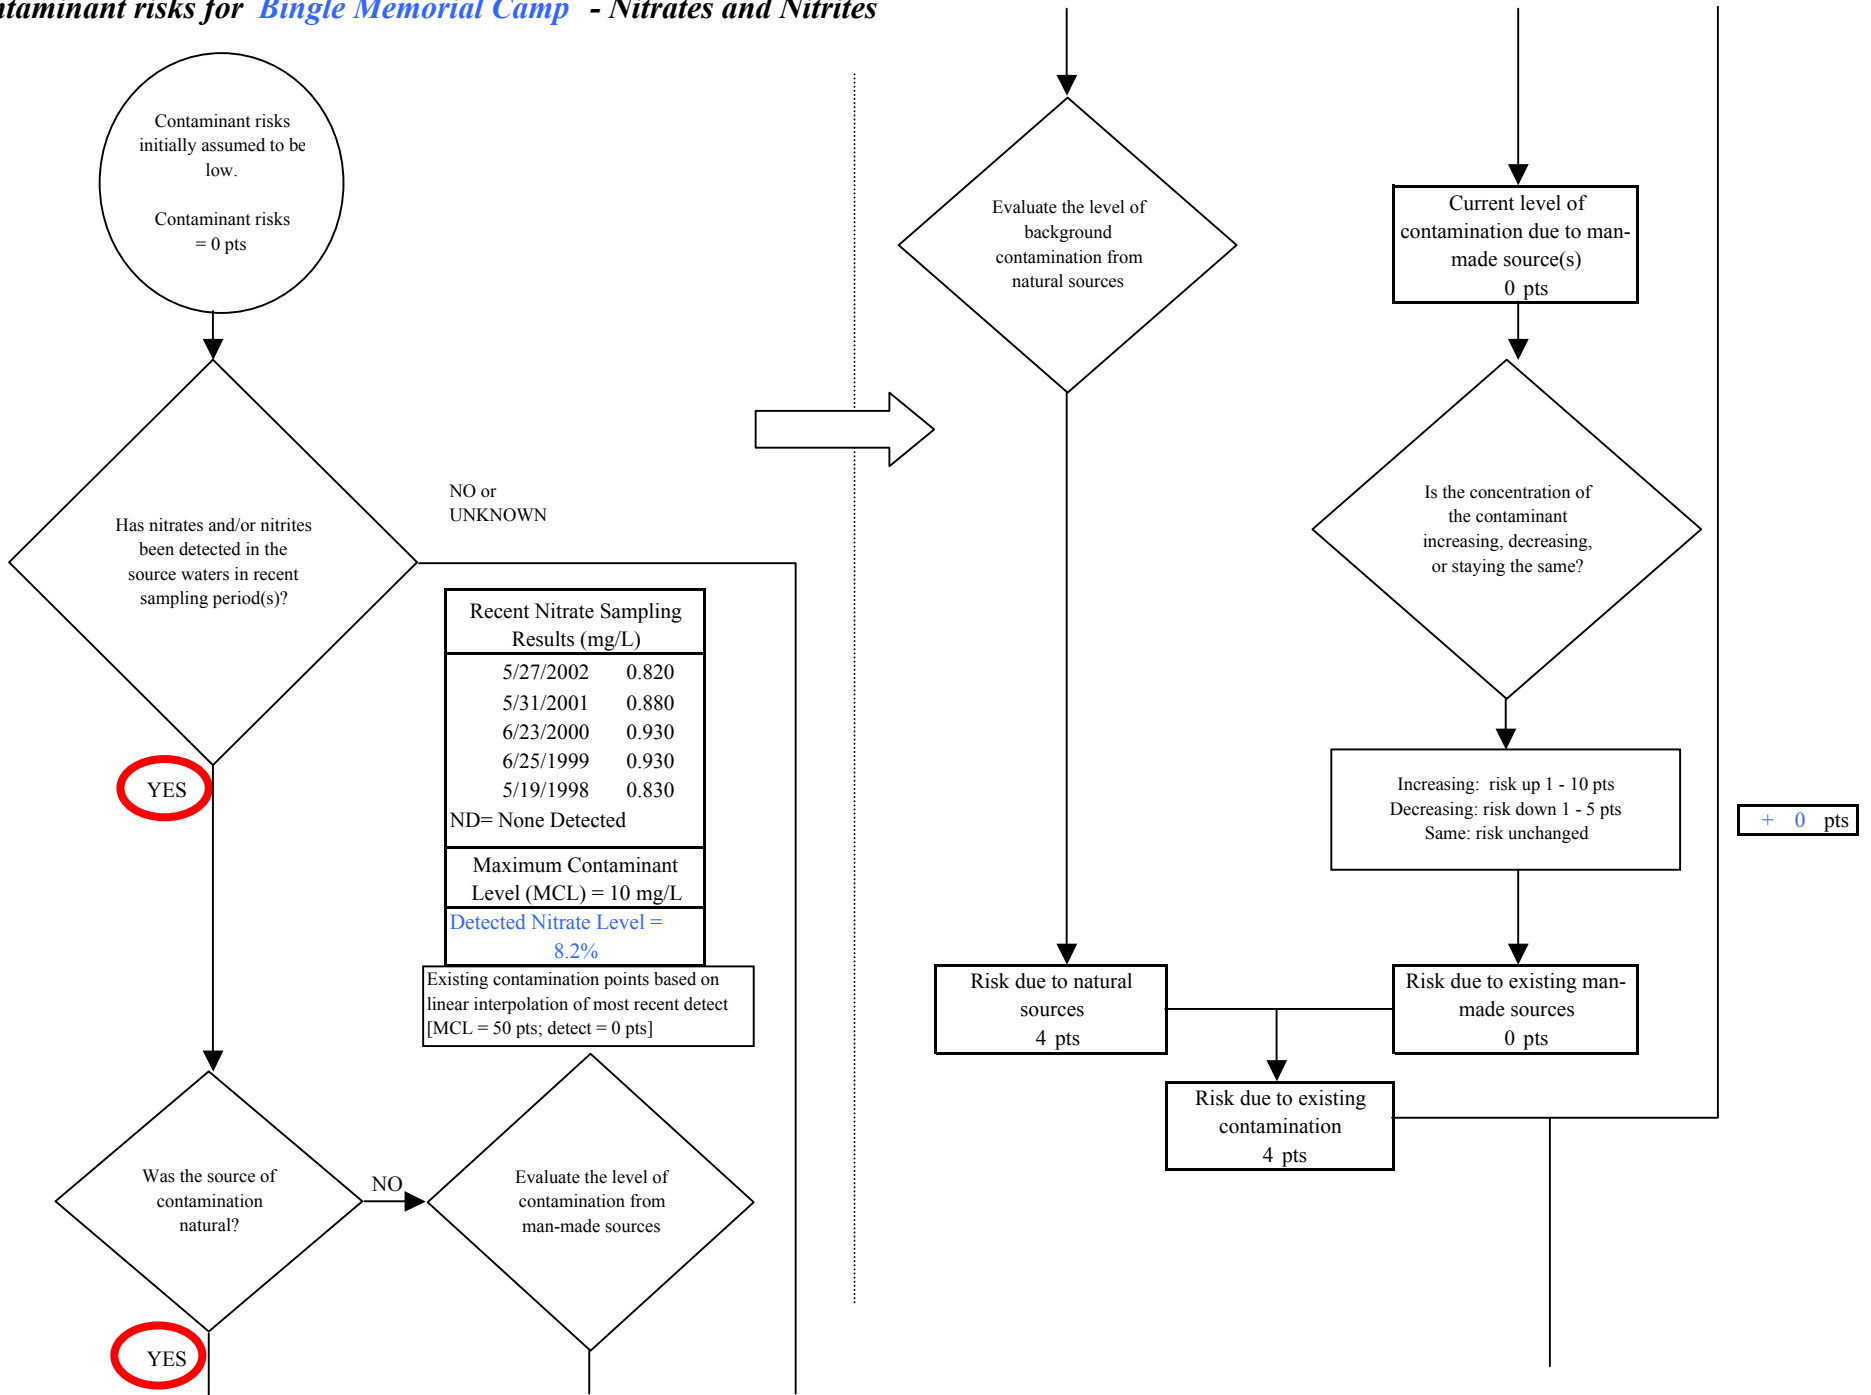 ntaminant risks for Bingle Memorial Camp - Nitrates and Nitrites
Contaminant risks
initially assumed to be
low.
Contaminant risks
= 0 pts
Has nitrates and/or nitrites
been detected in the
source waters in recent
sampling period(s)?
NO or
UNKNOWN
YES
Recent Nitrate Sampling
Results (mg/L)
5/27/2002 0.820
5/31/2001 0.880
6/23/2000 0.930
6/25/1999 0.930
5/19/1998 0.830
ND= None Detected
Maximum Contaminant
Level (MCL) = 10 mg/L
Detected Nitrate Level =
8.2%
Existing contamination points based on
linear interpolation of most recent detect
[MCL = 50 pts; detect = 0 pts]
Was the source of
contamination
natural?
NO
Evaluate the level of
contamination from
man-made sources
YES
Evaluate the level of
background
contamination from
natural sources
Current level of
contamination due to man-
made source(s)
0 pts
Is the concentration of
the contaminant
increasing, decreasing,
or staying the same?
Increasing: risk up 1 - 10 pts
Decreasing: risk down 1 - 5 pts
Same: risk unchanged
+ 0 pts
Risk due to natural
sources
4 pts
Risk due to existing man-
made sources
0 pts
Risk due to existing
contamination
4 pts